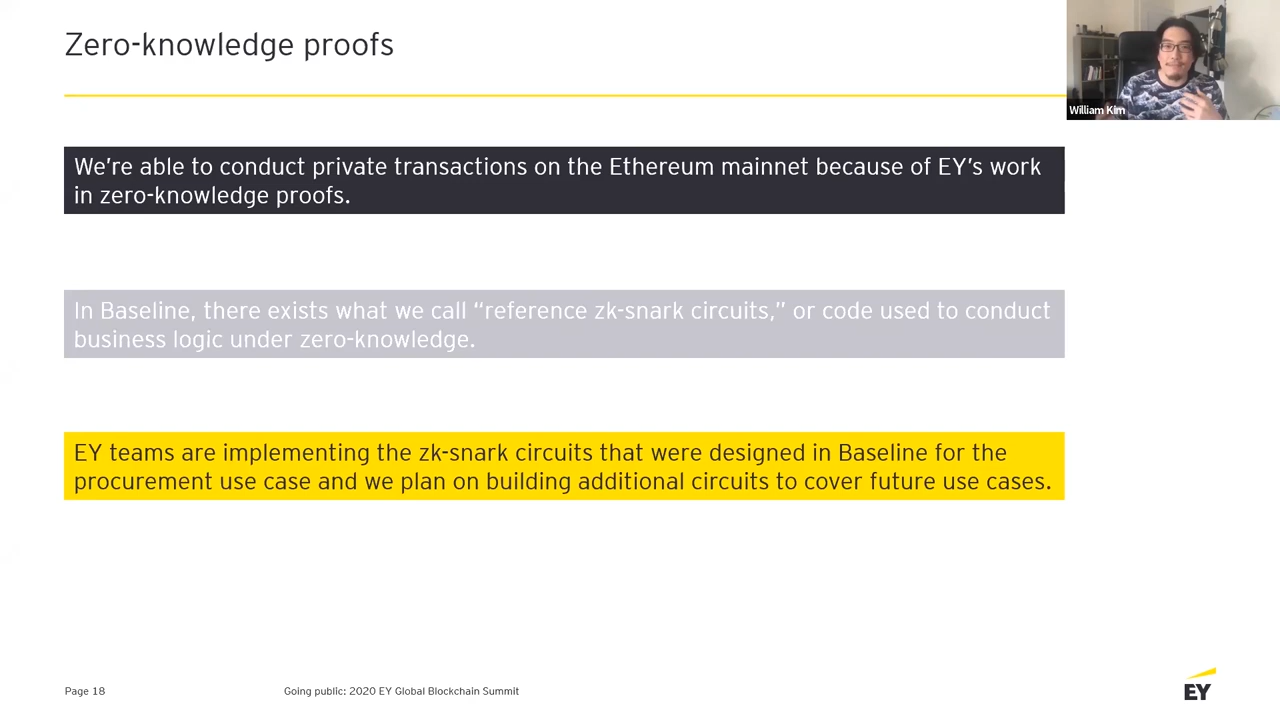 Zero-knowledge proofs
William Kim
We're able to conduct private transactions on the Ethereum mainnet because of EY's work
in zero-knowledge proofs.
In Baseline, there exists what we call “reference zk-snark circuits,” or code used to conduct
business logic under zero-knowledge.
EY teams are implementing the zk-snark circuits that were designed in Baseline for the
procurement use case and we plan on building additional circuits to cover future use cases.
Page 18
Going public: 2020 EY Global Blockchain Summit
EY